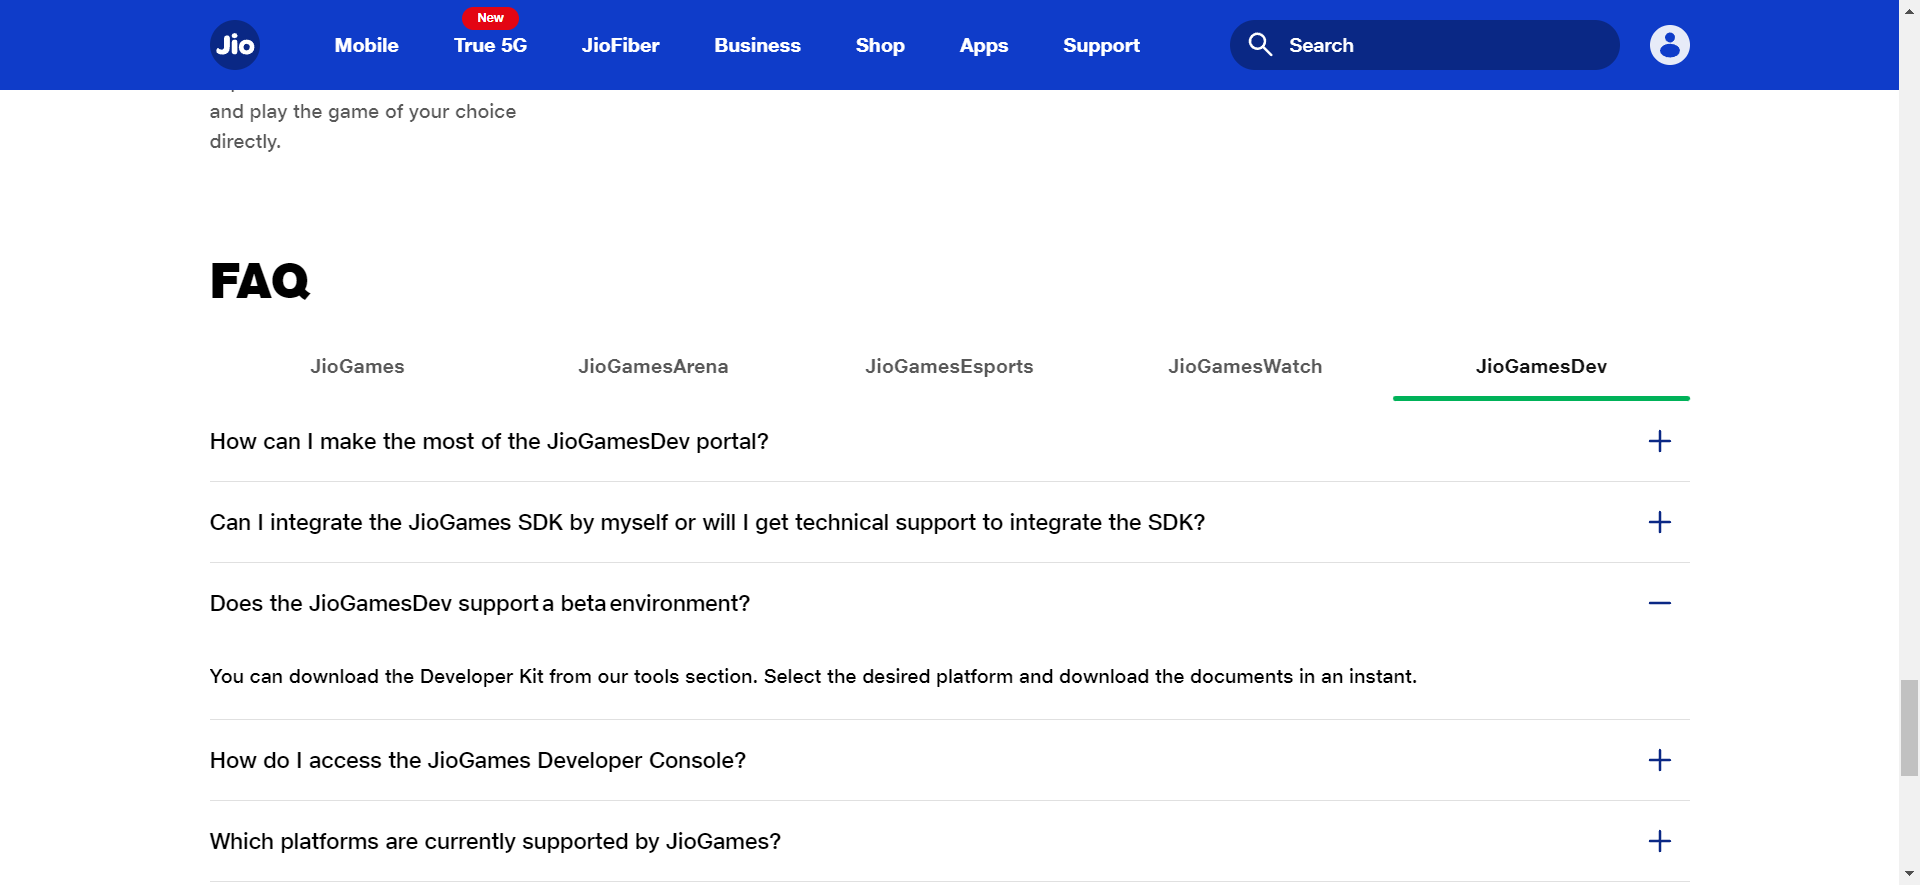 New
Jio Mobile True 5G JioFiber Business Shop Apps Support Search
and play the game of your choice
directly.
FAQ
JioGames JioGamesArena JioGamesEsports JioGamesWatch JioGamesDev
How can I make the most of the JioGamesDev portal?
Can I integrate the JioGames SDK by myself or will I get technical support to integrate the SDK?
Does the JioGamesDev support a beta environment?
You can download the Developer Kit from our tools section. Select the desired platform and download the documents in an instant.
How do I access the JioGames Developer Console?
Which platforms are currently supported by JioGames?